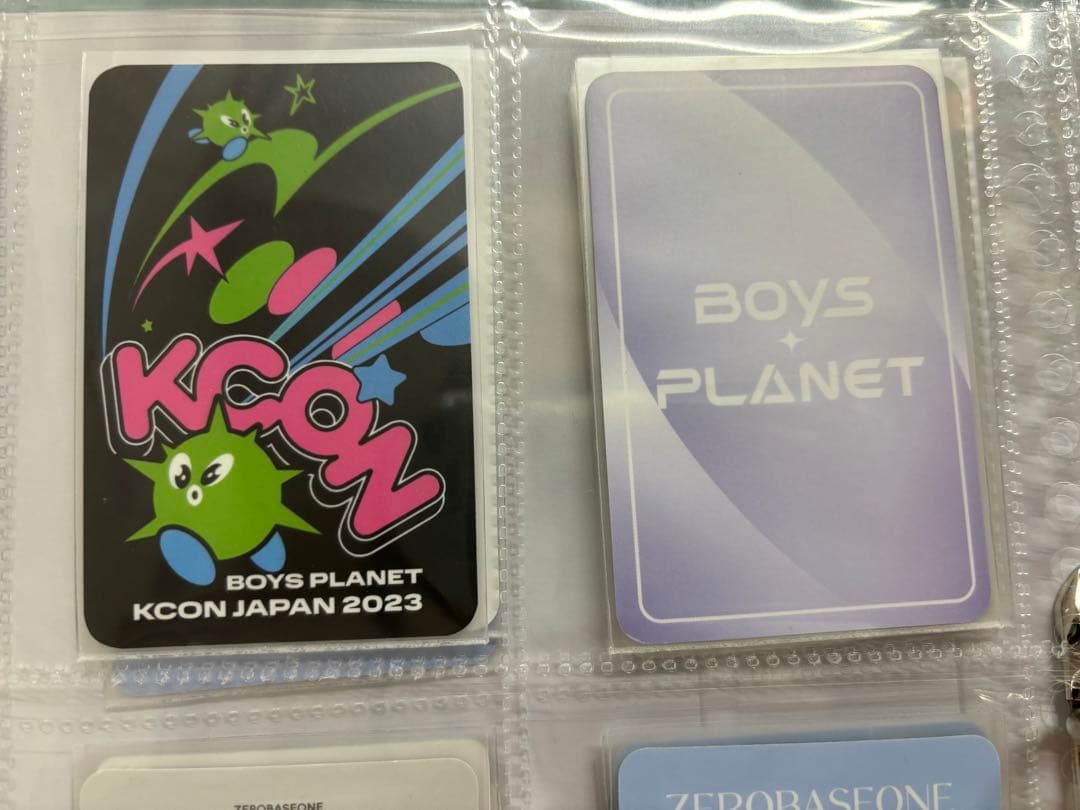 KCON
BOYS PLANET
KCON JAPAN 2023
BOYS
PLANET
ZEROBASEONE
ZEROBASEONE